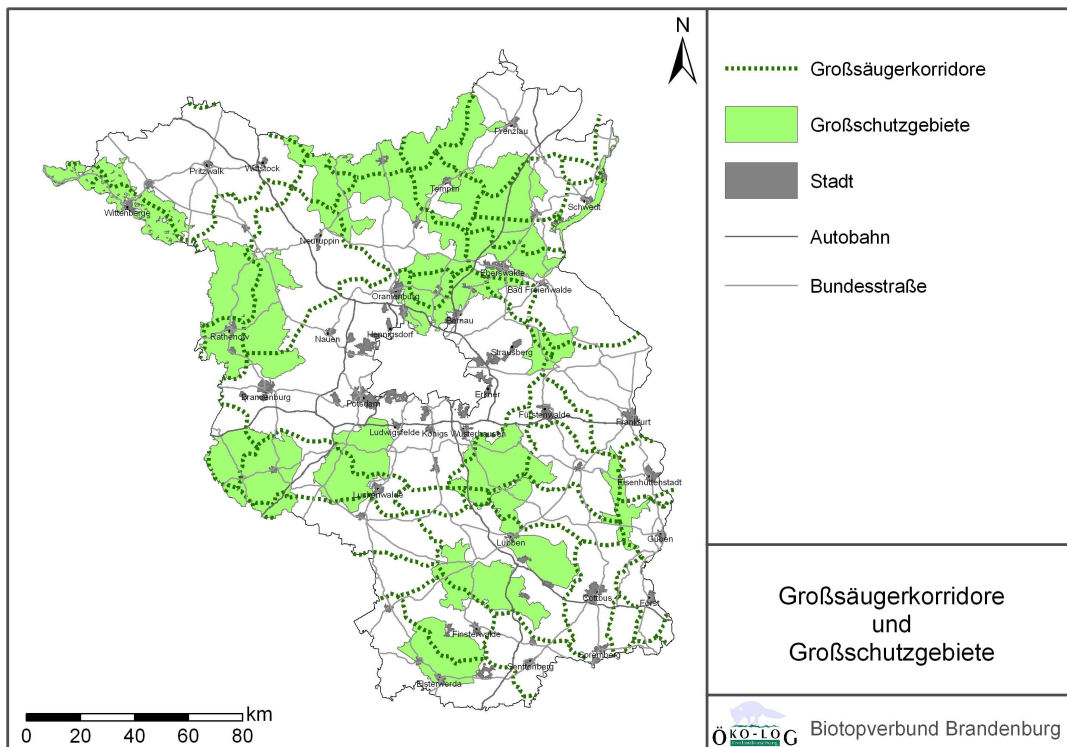 N
Großsäugerkorridore
Großschutzgebiete
Stadt
Autobahn
Bundesstraße
Prenzlau
Pritzwalk
Wittstock
Templin
Schwedt
Wittenberge
Neuruppin
Eberswalde
Bad Freienwalde
Oranienburg
Bernau
Hennigsdorf
Rathenow
Nauen
Strausberg
Erkner
Brandenburg
Potsdam
Fürstenwalde
Frankfurt
Ludwigsfelde
Königs Wusterhausen
Eisenhüttenstadt
Luckenwalde
Lübben
Guben
Cottbus
Forst
Finsterwalde
Spremberg
Senftenberg
Elsterwerda
km
0 10 20 40 60 80
Großsäugerkorridore
und
Großschutzgebiete
ÖKO-LOG
Biotopverbund Brandenburg